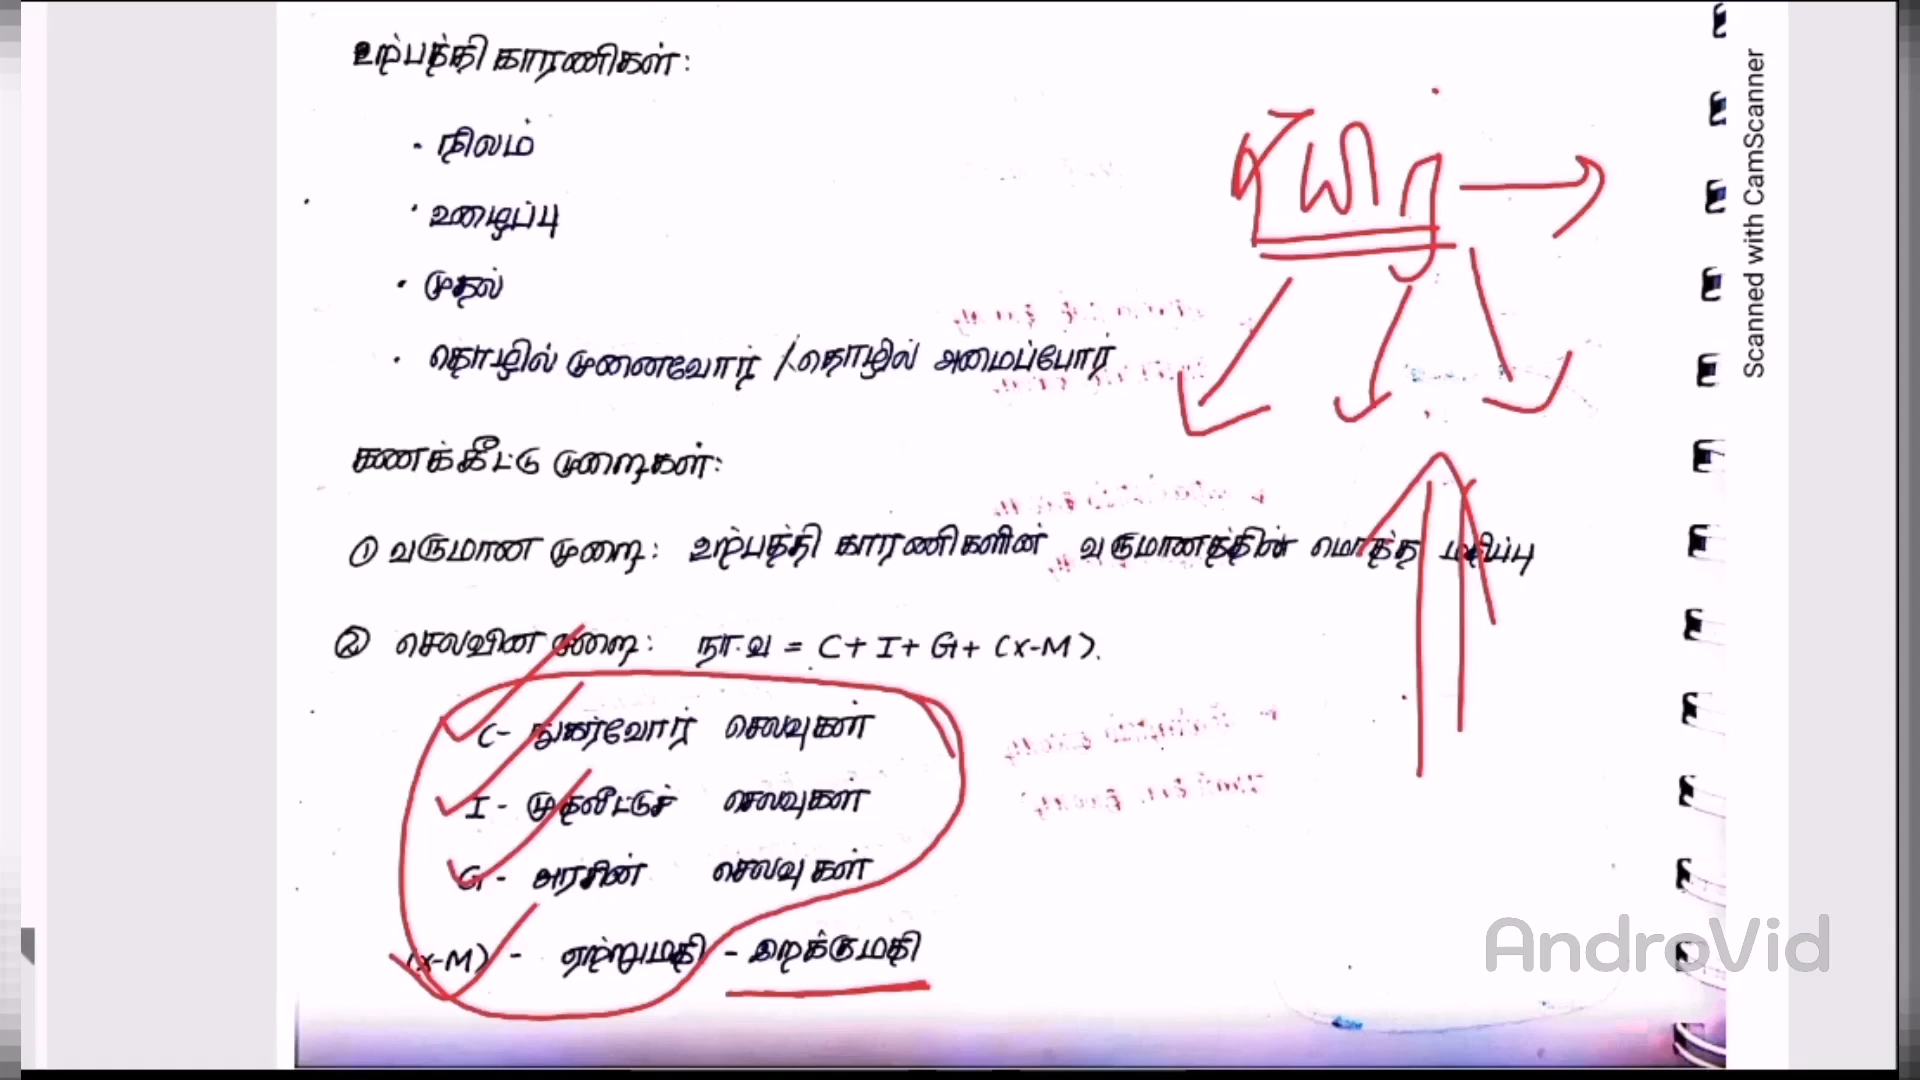 உற்பத்தி காரணிகள்:
· நிலம்
· உழைப்பு
· முதல்
· தொழில் முனைவோர் / தொழில் அமைப்போர்
கணக்கீட்டு முறைகள்:
① வருமான முறை: உற்பத்தி காரணிகளின் வருமானத்தின் மொத்த மதிப்பு
② செலவின முறை: நா.வ = C+ I+ G+ (X-M).
C- நுகர்வோர் செலவுகள்
I- முதலீட்டுச் செலவுகள்
G- அரசின் செலவுகள்
(X-M) - ஏற்றுமதி - இறக்குமதி
Scanned with CamScanner
AndroVid